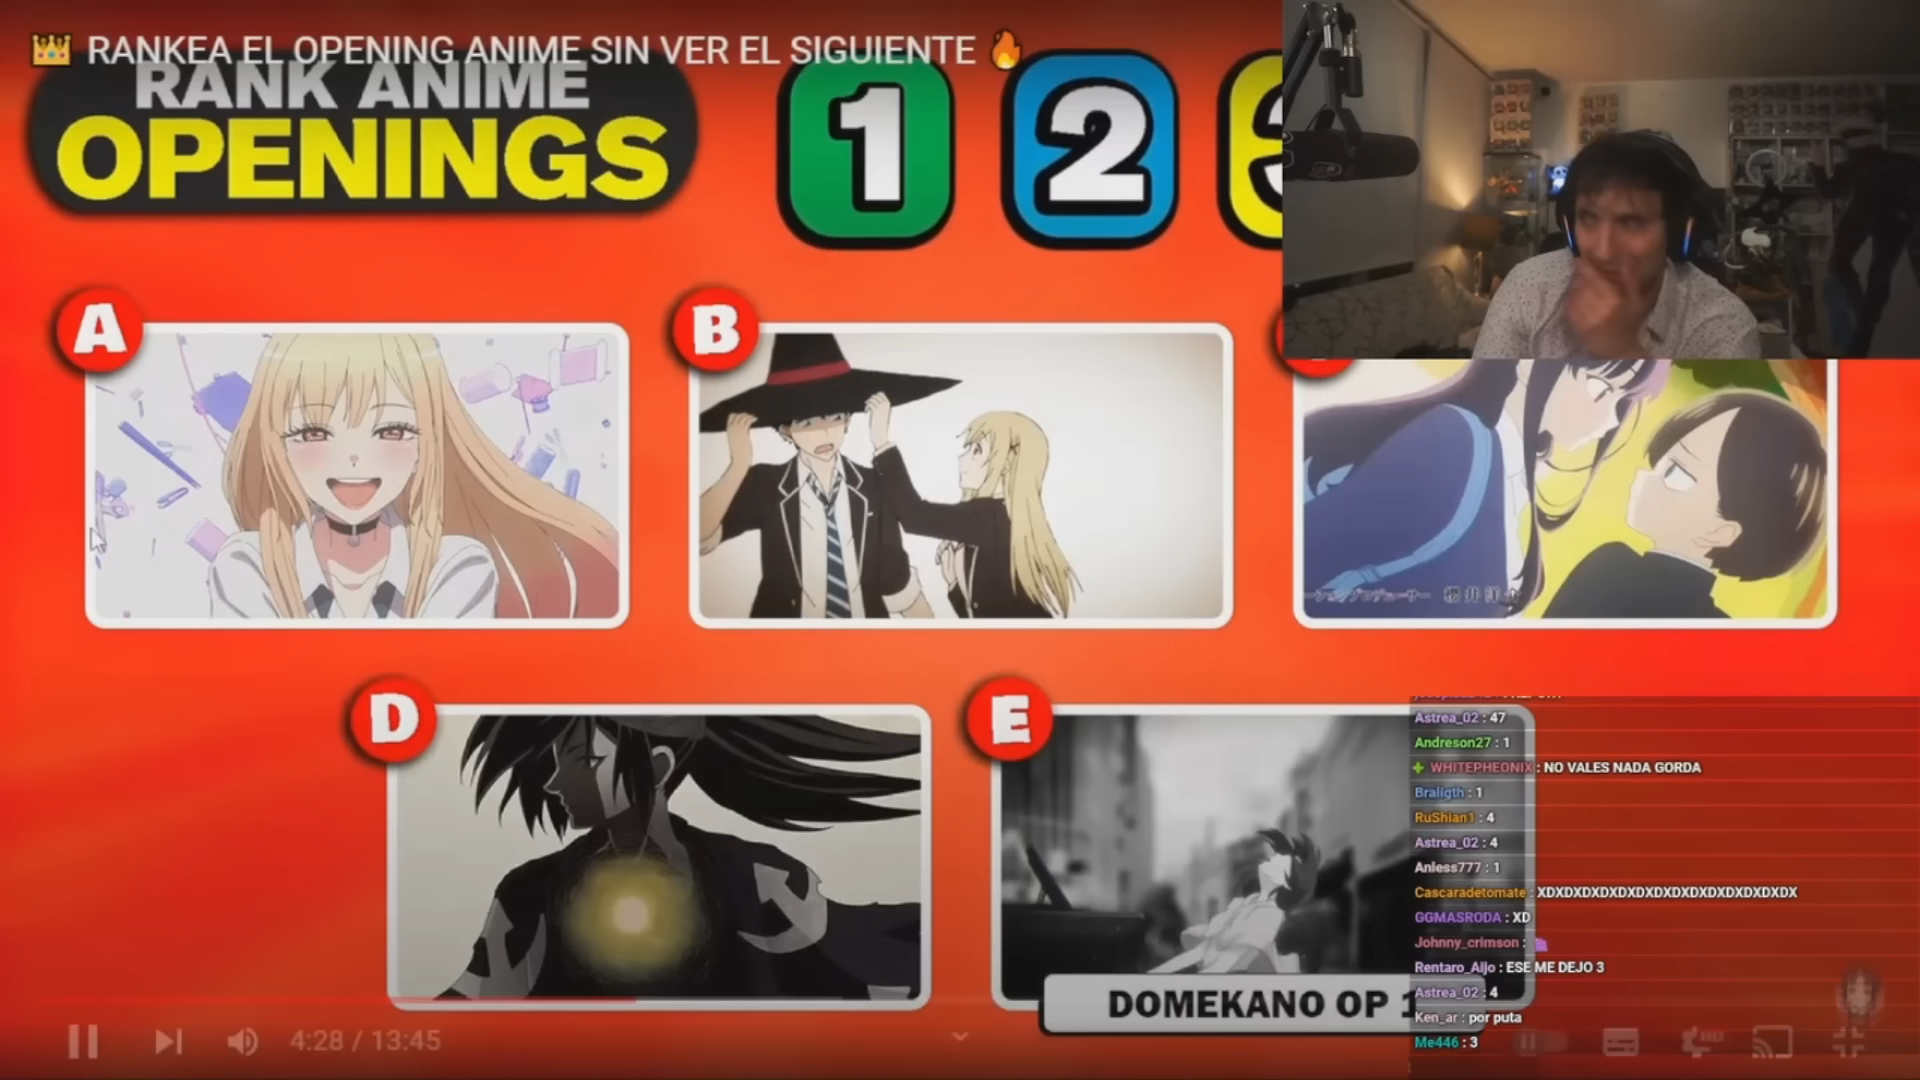 👑 RANKEA EL OPENING ANIME SIN VER EL SIGUIENTE 🔥
RANK ANIME
OPENINGS
1
2
A
B
D
E
DOMEKANO OP 1
Astrea_02 : 47
Andreson27 : 1
WHITEPHEONIX : NO VALES NADA GORDA
Braligth : 1
RuShian1 : 4
Astrea_02 : 4
Anless777 : 1
Cascaradetomate : XDXDXDXDXDXDXDXDXDXDXDXDXDXDX
GGMASRODA : XD
Johnny_crimson :
Rentaro_Aijo : ESE ME DEJO 3
Astrea_02 : 4
Ken_ar : por puta
Me446 : 3
4:28 / 13:45
HD